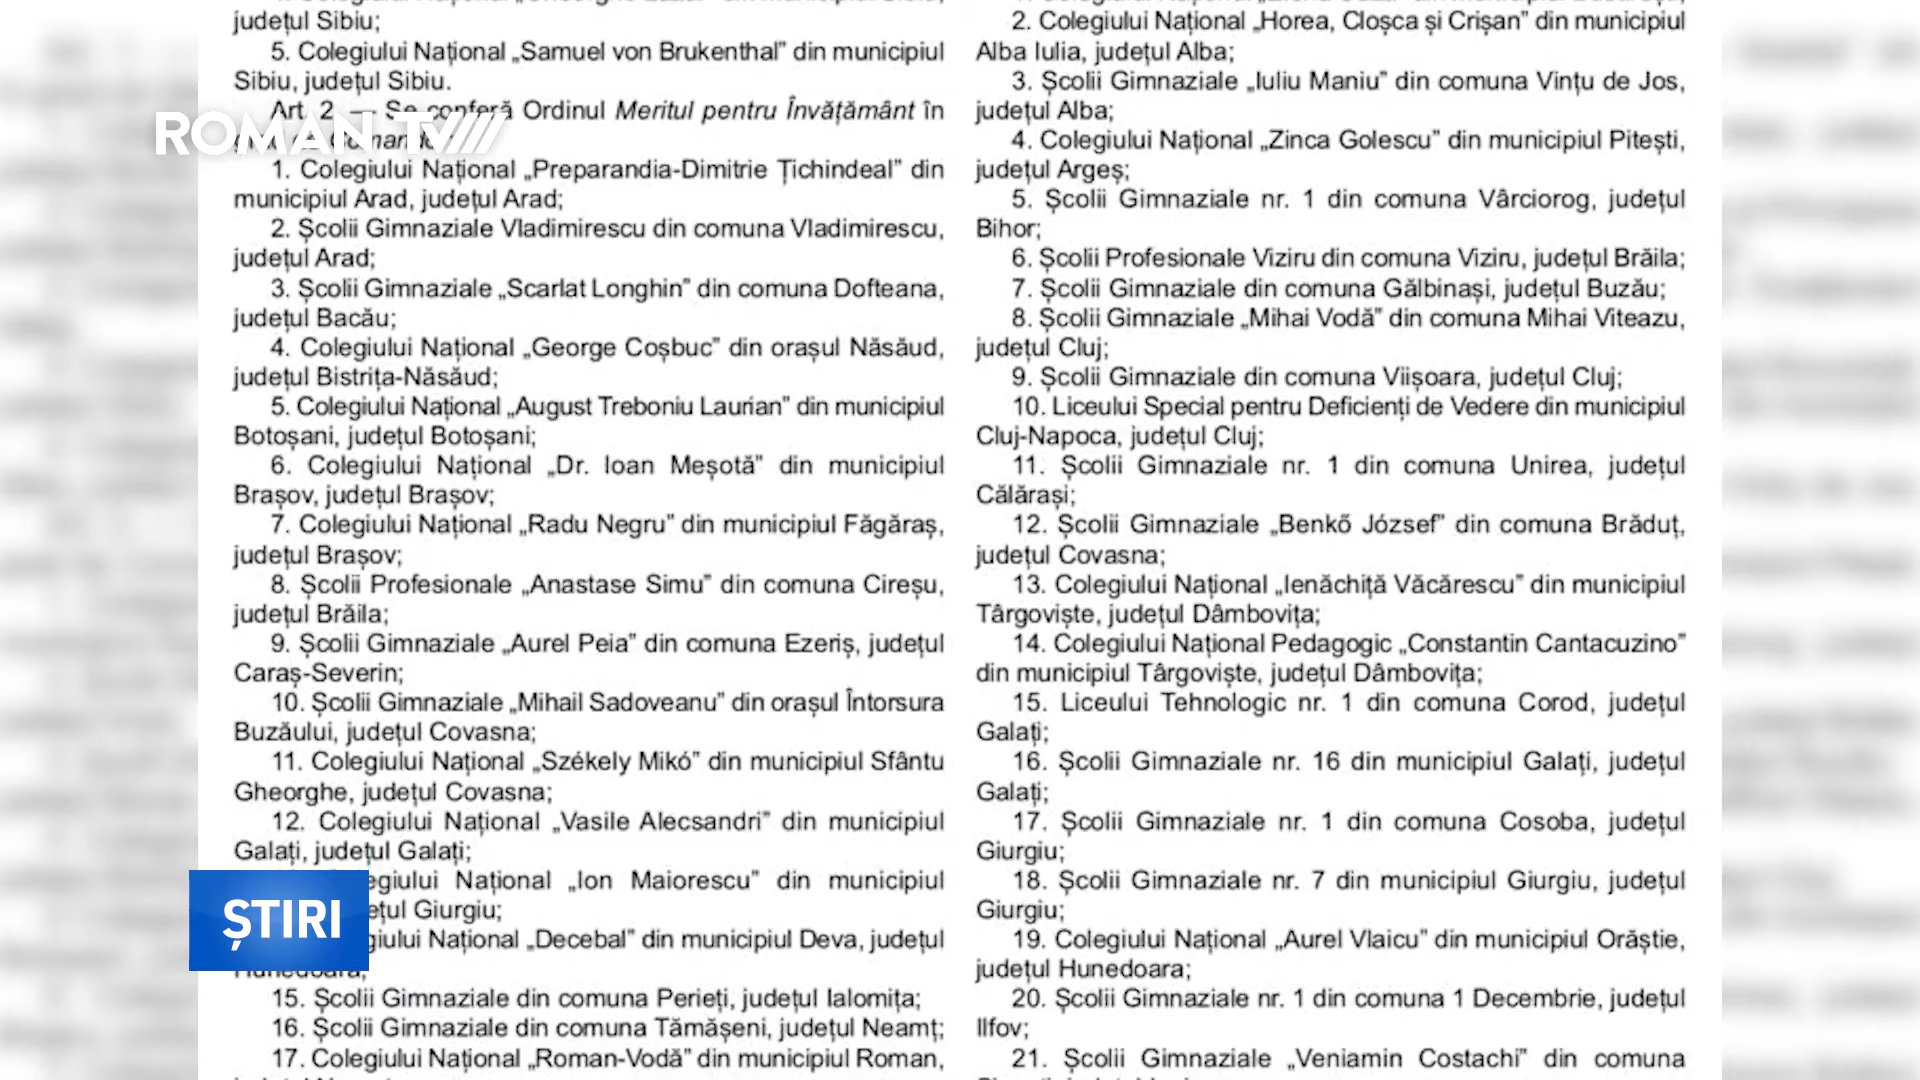 județul Sibiu;
5. Colegiului Național „Samuel von Brukenthal” din municipiul
Sibiu, județul Sibiu.
Art. 2. — Se conferă Ordinul Meritul pentru Învățământ în
ROMAN TV
1. Colegiului Național „Preparandia-Dimitrie Țichindeal” din
municipiul Arad, județul Arad;
2. Școlii Gimnaziale Vladimirescu din comuna Vladimirescu,
județul Arad;
3. Școlii Gimnaziale „Scarlat Longhin” din comuna Dofteana,
județul Bacău;
4. Colegiului Național „George Coșbuc” din orașul Năsăud,
județul Bistrița-Năsăud;
5. Colegiului Național „August Treboniu Laurian” din municipiul
Botoșani, județul Botoșani;
6. Colegiului Național „Dr. Ioan Meșotă” din municipiul
Brașov, județul Brașov;
7. Colegiului Național „Radu Negru” din municipiul Făgăraș,
județul Brașov;
8. Școlii Profesionale „Anastase Simu” din comuna Cireșu,
județul Brăila;
9. Școlii Gimnaziale „Aurel Peia” din comuna Ezeriș, județul
Caraș-Severin;
10. Școlii Gimnaziale „Mihail Sadoveanu” din orașul Întorsura
Buzăului, județul Covasna;
11. Colegiului Național „Székely Mikó” din municipiul Sfântu
Gheorghe, județul Covasna;
12. Colegiului Național „Vasile Alecsandri” din municipiul
Galați, județul Galați;
Național „Ion Maiorescu” din municipiul
Giurgiu;
ȘTIRI
Național „Decebal” din municipiul Deva, județul
15. Școlii Gimnaziale din comuna Perieți, județul Ialomița;
16. Școlii Gimnaziale din comuna Tămășeni, județul Neamț;
17. Colegiului Național „Roman-Vodă” din municipiul Roman,
2. Colegiului Național „Horea, Cloșca și Crișan” din municipiul
Alba Iulia, județul Alba;
3. Școlii Gimnaziale „Iuliu Maniu” din comuna Vințu de Jos,
județul Alba;
4. Colegiului Național „Zinca Golescu” din municipiul Pitești,
județul Argeș;
5. Școlii Gimnaziale nr. 1 din comuna Vârciorog, județul
Bihor;
6. Școlii Profesionale Viziru din comuna Viziru, județul Brăila;
7. Școlii Gimnaziale din comuna Gălbinași, județul Buzău;
8. Școlii Gimnaziale „Mihai Vodă” din comuna Mihai Viteazu,
județul Cluj;
9. Școlii Gimnaziale din comuna Viișoara, județul Cluj;
10. Liceului Special pentru Deficienți de Vedere din municipiul
Cluj-Napoca, județul Cluj;
11. Școlii Gimnaziale nr. 1 din comuna Unirea, județul
Călărași;
12. Școlii Gimnaziale „Benkő József” din comuna Brăduț,
județul Covasna;
13. Colegiului Național „Ienăchiță Văcărescu” din municipiul
Târgoviște, județul Dâmbovița;
14. Colegiului Național Pedagogic „Constantin Cantacuzino”
din municipiul Târgoviște, județul Dâmbovița;
15. Liceului Tehnologic nr. 1 din comuna Corod, județul
Galați;
16. Școlii Gimnaziale nr. 16 din municipiul Galați, județul
Galați;
17. Școlii Gimnaziale nr. 1 din comuna Cosoba, județul
Giurgiu;
18. Școlii Gimnaziale nr. 7 din municipiul Giurgiu, județul
Giurgiu;
19. Colegiului Național „Aurel Vlaicu” din municipiul Orăștie,
județul Hunedoara;
20. Școlii Gimnaziale nr. 1 din comuna 1 Decembrie, județul
Ilfov;
21. Școlii Gimnaziale „Veniamin Costachi” din comuna